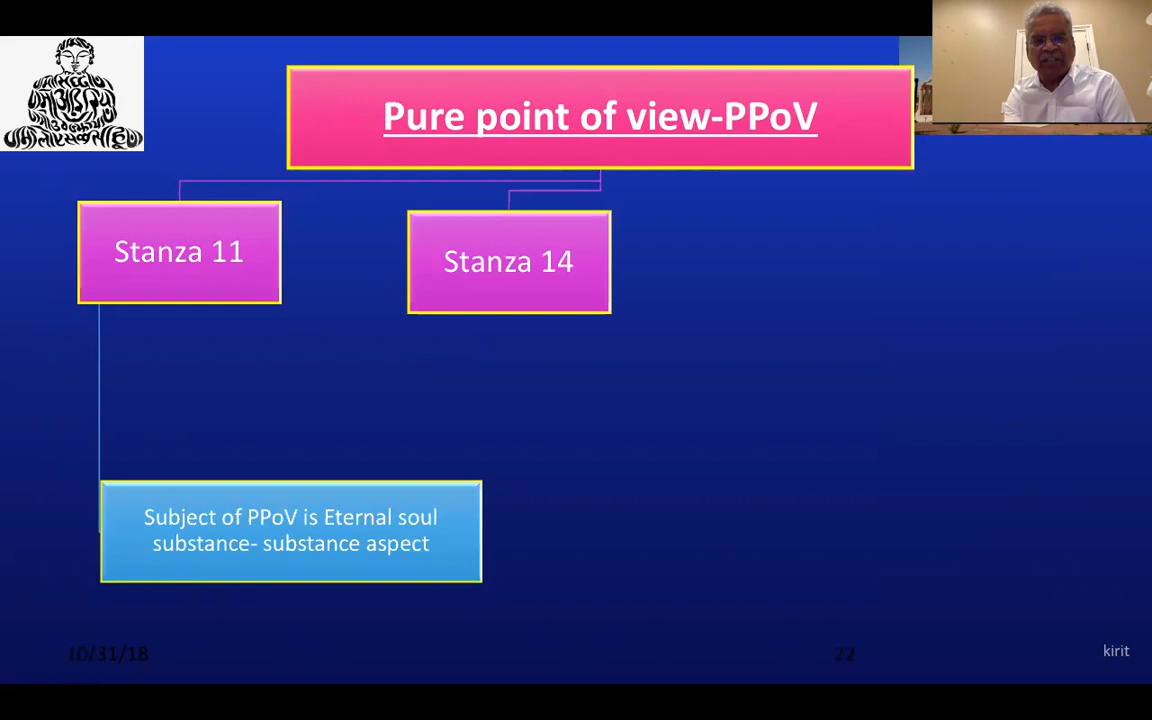 Pure point of view-PPoV
Stanza 11
Stanza 14
Subject of PPoV is Eternal soul
substance- substance aspect
10/31/18
22
kirit